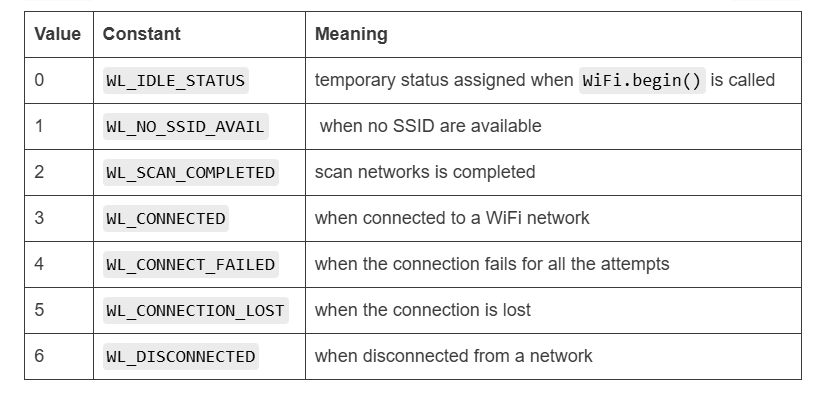 Value Constant Meaning
0 WL_IDLE_STATUS temporary status assigned when WiFi.begin() is called
1 WL_NO_SSID_AVAIL when no SSID are available
2 WL_SCAN_COMPLETED scan networks is completed
3 WL_CONNECTED when connected to a WiFi network
4 WL_CONNECT_FAILED when the connection fails for all the attempts
5 WL_CONNECTION_LOST when the connection is lost
6 WL_DISCONNECTED when disconnected from a network